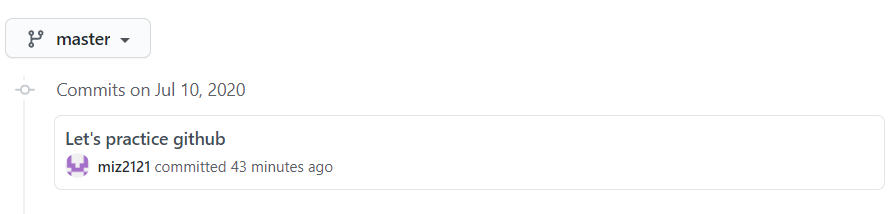 master
Commits on Jul 10, 2020
Let's practice github
miz2121 committed 43 minutes ago